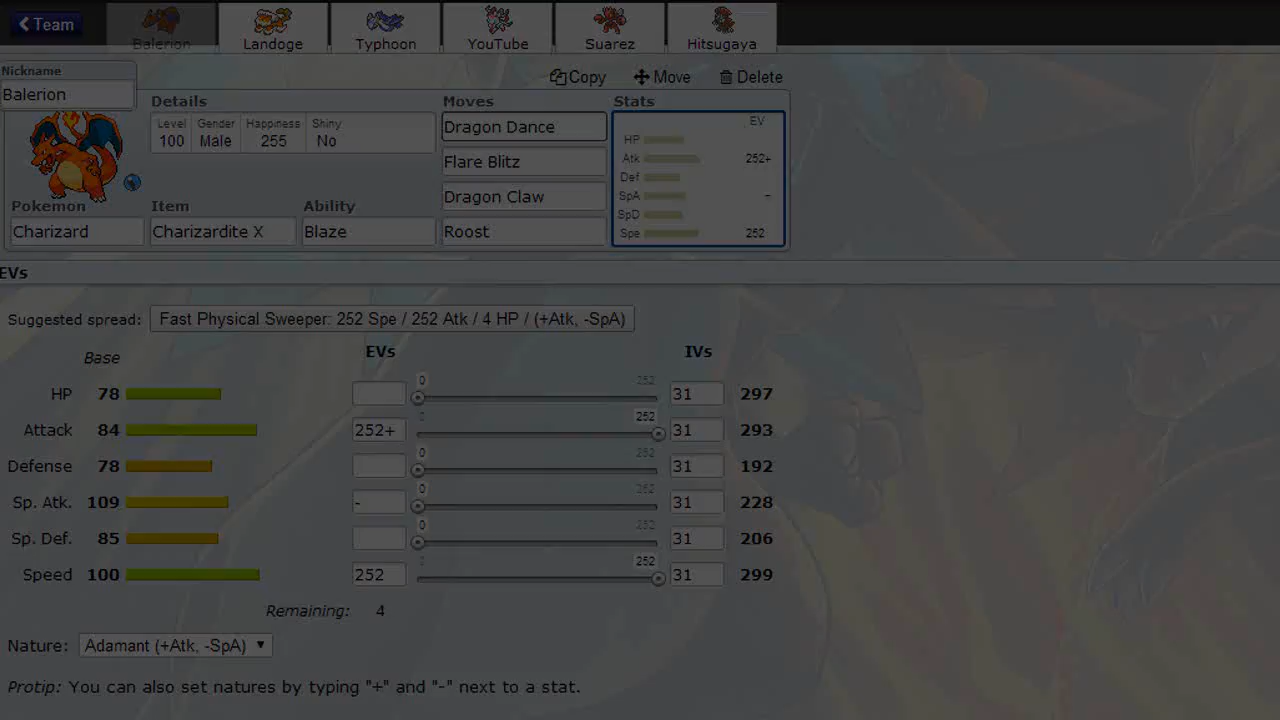 Team
Balerion
Landoge
Typhoon
YouTube
Suarez
Hitsugaya
Nickname
Balerion
Copy
Move
Delete
Details
Moves
Stats
Level
Gender
Happiness
Shiny
100
Male
255
No
Dragon Dance
Flare Blitz
Dragon Claw
Roost
EV
HP
Atk 252+
Def
SpA -
SpD
Spe 252
Pokemon
Item
Ability
Charizard
Charizardite X
Blaze
EVs
Suggested spread: Fast Physical Sweeper: 252 Spe / 252 Atk / 4 HP / (+Atk, -SpA)
Base EVs IVs
HP 78 0 252 31 297
Attack 84 252+ 252 31 293
Defense 78 0 252 31 192
Sp. Atk. 109 - 0 252 31 228
Sp. Def. 85 0 252 31 206
Speed 100 252 252 31 299
Remaining: 4
Nature: Adamant (+Atk, -SpA)
Protip: You can also set natures by typing "+" and "-" next to a stat.